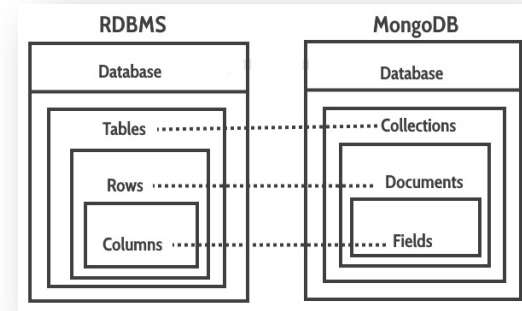 RDBMS MongoDB
Database Database
Tables Collections
Rows Documents
Columns Fields